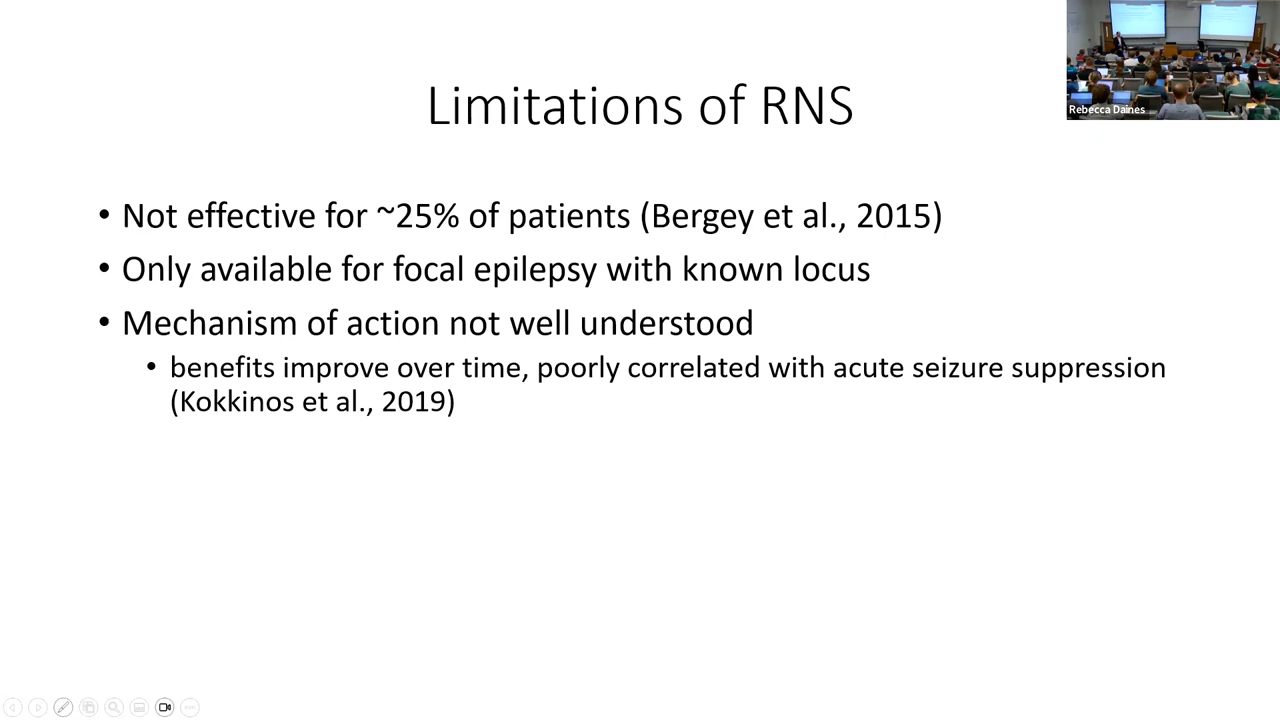 Limitations of RNS
Rebecca Daines
• Not effective for ~25% of patients (Bergey et al., 2015)
• Only available for focal epilepsy with known locus
• Mechanism of action not well understood
• benefits improve over time, poorly correlated with acute seizure suppression
(Kokkinos et al., 2019)